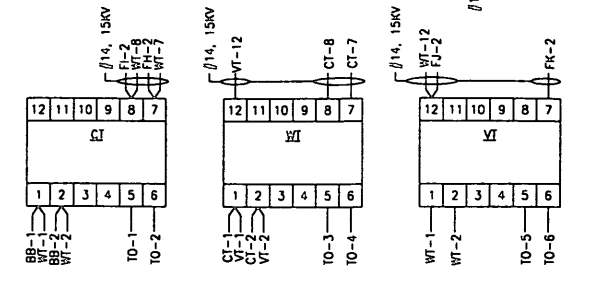 #14, 15KV
FI-2
WT-8
FH-2
WT-7
12 11 10 9 8 7
CT
1 2 3 4 5 6
BB-1
WT-1
BB-2
WT-2
TO-1
TO-2
#14, 15KV
VT-12
CT-8
CT-7
12 11 10 9 8 7
WT
1 2 3 4 5 6
CT-1
VT-1
CT-2
VT-2
TO-3
TO-4
#14, 15KV
WT-12
FJ-2
FK-2
12 11 10 9 8 7
VT
1 2 3 4 5 6
WT-1
WT-2
TO-5
TO-6